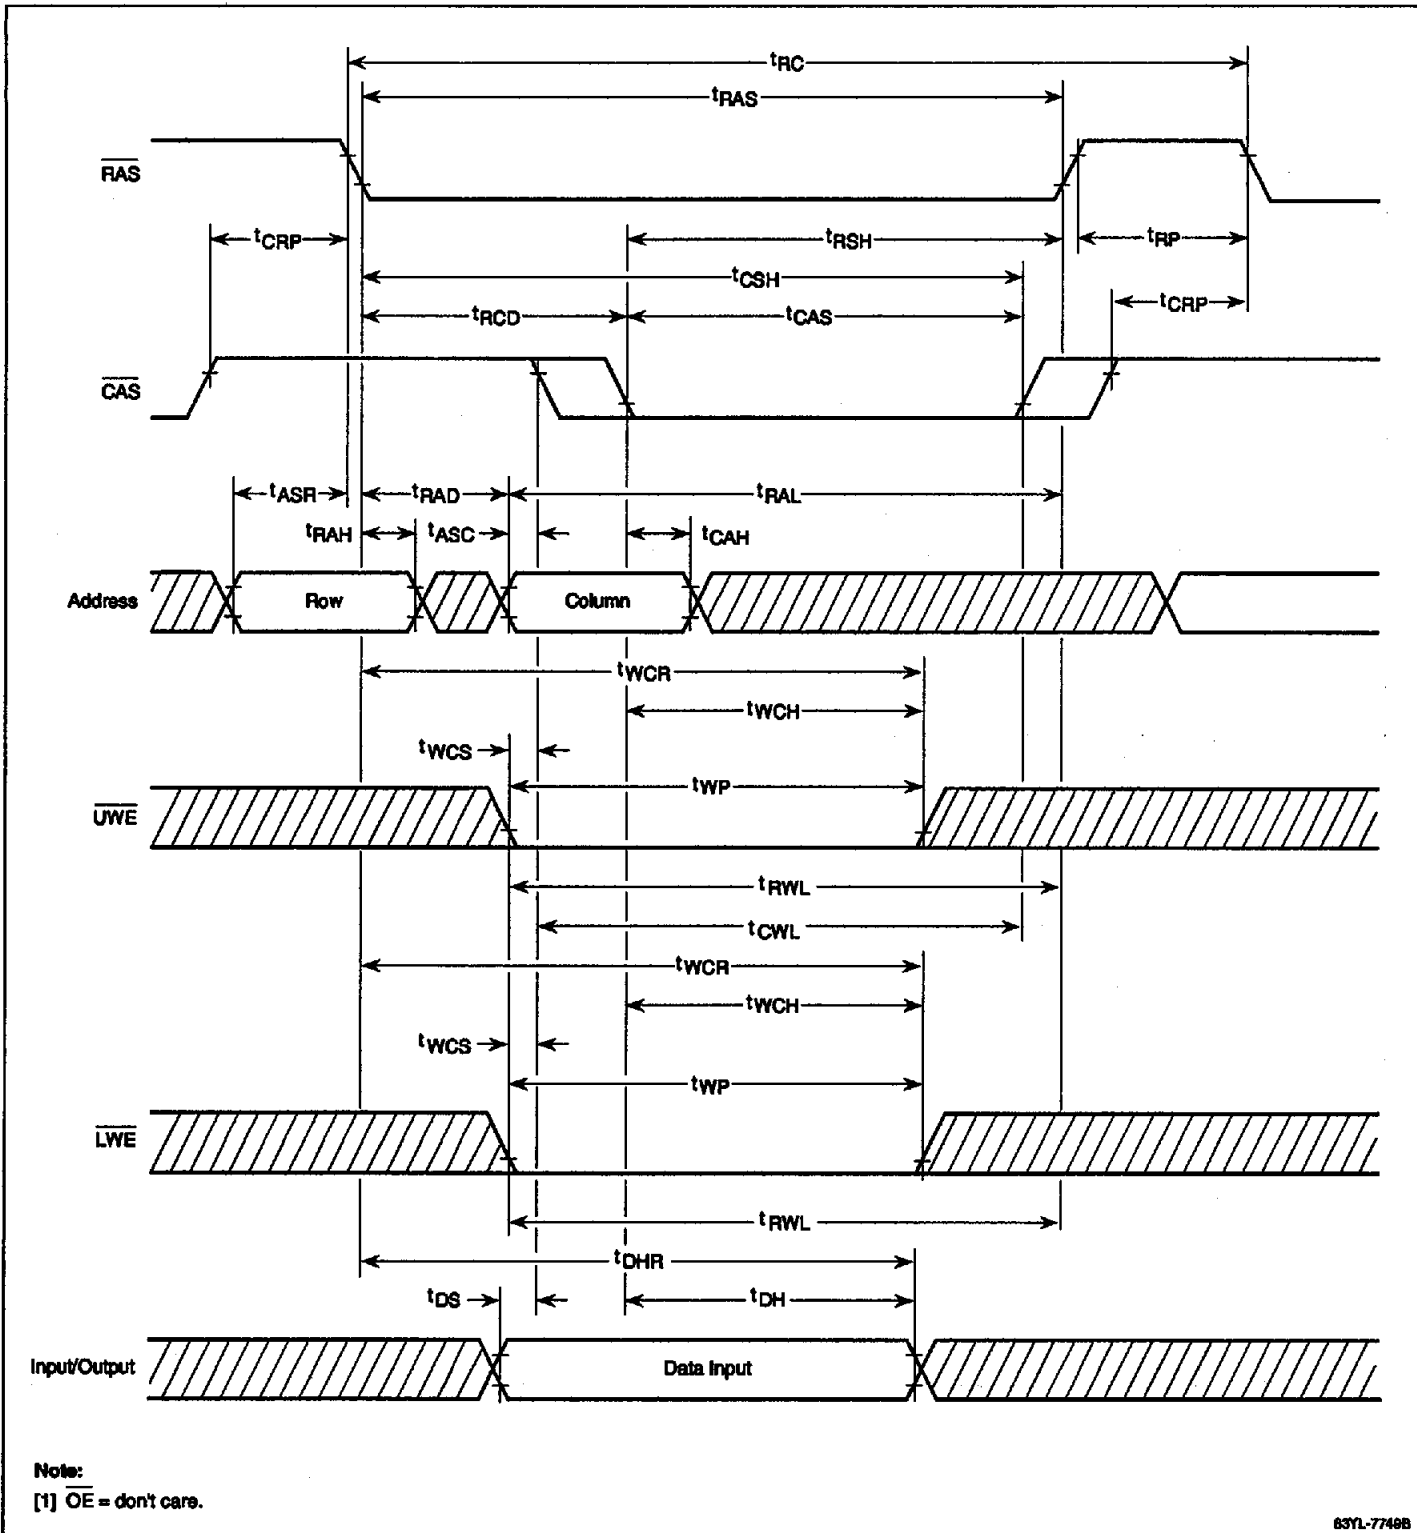 tRC
tRAS
RAS
tCRP
tRSH
tRP
tCSH
tCRP
tRCD
tCAS
CAS
tASR
tRAD
tRAL
tRAH
tASC
tCAH
Address
Row
Column
tWCR
tWCH
tWCS
tWP
UWE
tRWL
tCWL
tWCR
tWCH
tWCS
tWP
LWE
tRWL
tDHR
tDS
tDH
Input/Output
Data Input
Note:
[1] OE = don't care.
83YL-7749B